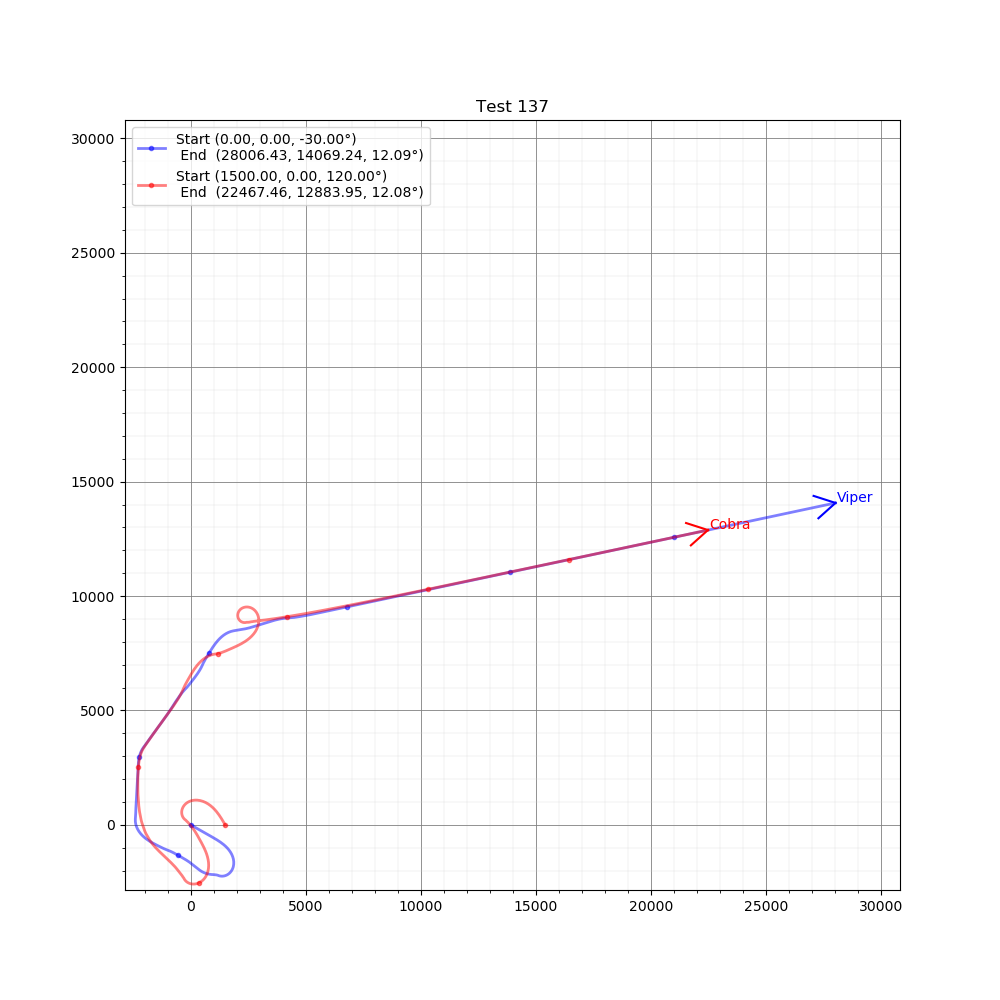 Test 137
Start (0.00, 0.00, -30.00°)
End (28006.43, 14069.24, 12.09°)
Start (1500.00, 0.00, 120.00°)
End (22467.46, 12883.95, 12.08°)
30000
25000
20000
15000
10000
5000
0
Viper
Cobra
0 5000 10000 15000 20000 25000 30000